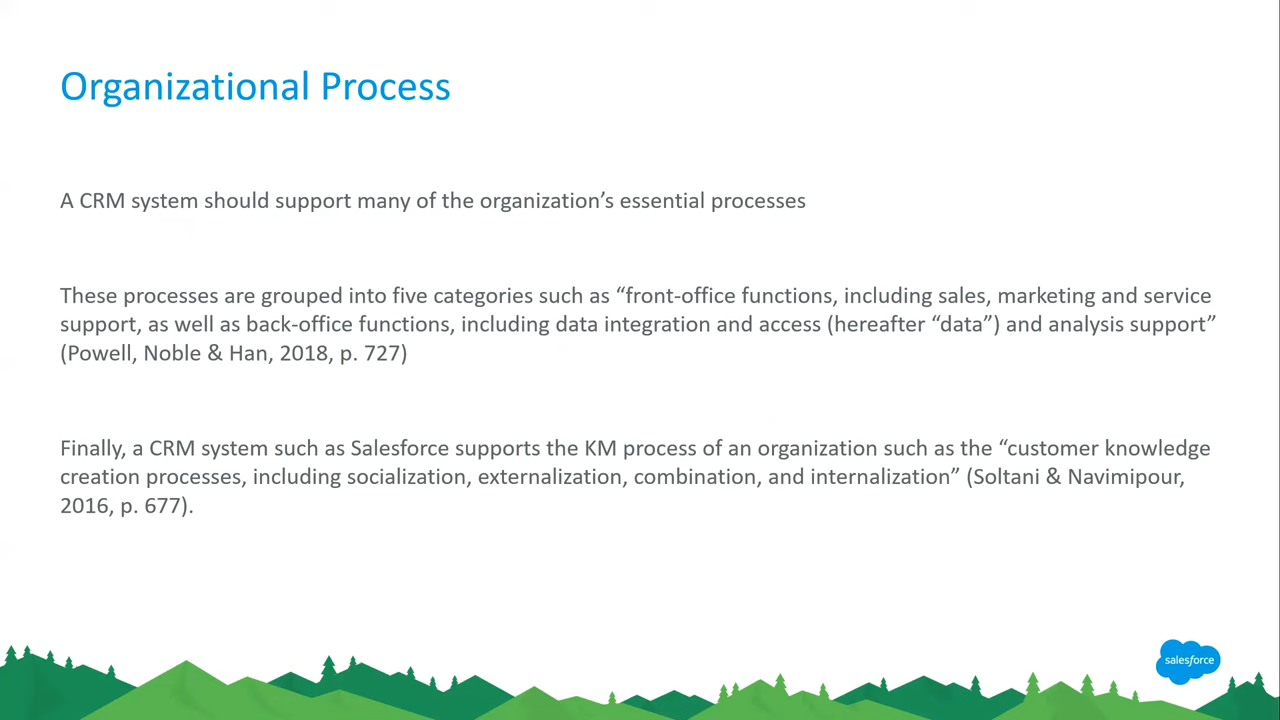 Organizational Process
A CRM system should support many of the organization’s essential processes
These processes are grouped into five categories such as “front-office functions, including sales, marketing and service
support, as well as back-office functions, including data integration and access (hereafter “data”) and analysis support”
(Powell, Noble & Han, 2018, p. 727)
Finally, a CRM system such as Salesforce supports the KM process of an organization such as the “customer knowledge
creation processes, including socialization, externalization, combination, and internalization” (Soltani & Navimipour,
2016, p. 677).
salesforce